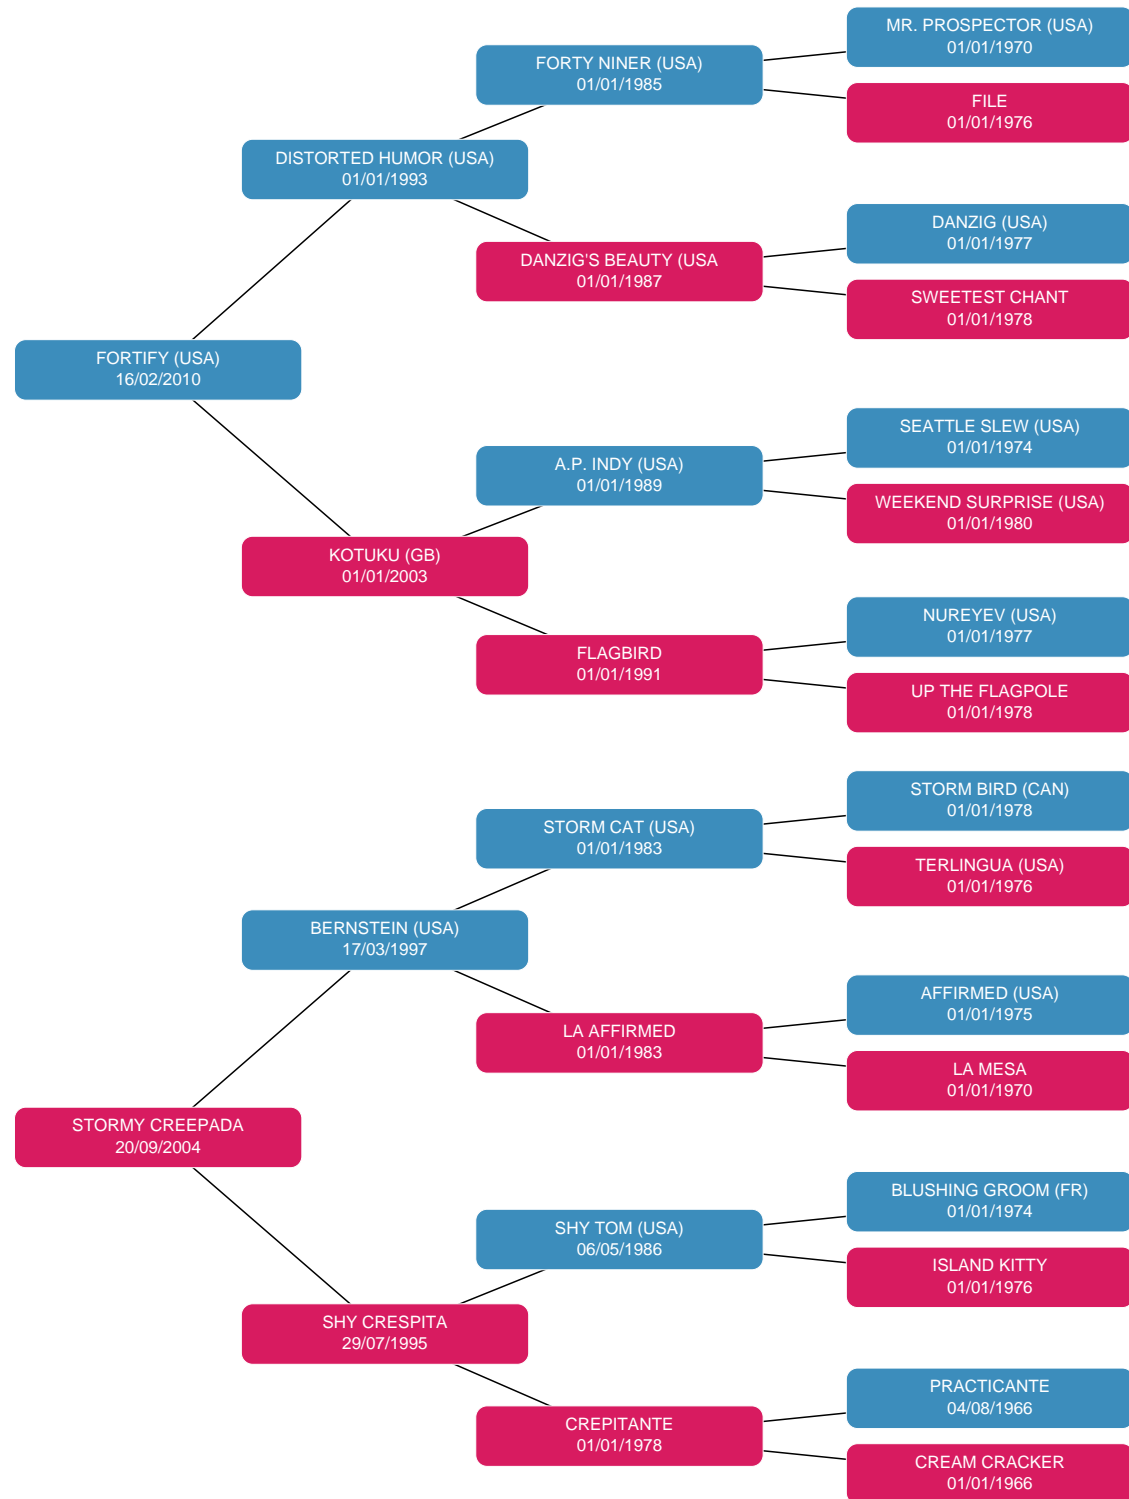 MR. PROSPECTOR (USA)
01/01/1970
FORTY NINER (USA)
01/01/1985
FILE
01/01/1976
DISTORTED HUMOR (USA)
01/01/1993
DANZIG (USA)
01/01/1977
DANZIG'S BEAUTY (USA
01/01/1987
SWEETEST CHANT
01/01/1978
FORTIFY (USA)
16/02/2010
SEATTLE SLEW (USA)
01/01/1974
A.P. INDY (USA)
01/01/1989
WEEKEND SURPRISE (USA)
01/01/1980
KOTUKU (GB)
01/01/2003
NUREYEV (USA)
01/01/1977
FLAGBIRD
01/01/1991
UP THE FLAGPOLE
01/01/1978
STORM BIRD (CAN)
01/01/1978
STORM CAT (USA)
01/01/1983
TERLINGUA (USA)
01/01/1976
BERNSTEIN (USA)
17/03/1997
AFFIRMED (USA)
01/01/1975
LA AFFIRMED
01/01/1983
LA MESA
01/01/1970
STORMY CREEPADA
20/09/2004
BLUSHING GROOM (FR)
01/01/1974
SHY TOM (USA)
06/05/1986
ISLAND KITTY
01/01/1976
SHY CRESPITA
29/07/1995
PRACTICANTE
04/08/1966
CREPITANTE
01/01/1978
CREAM CRACKER
01/01/1966